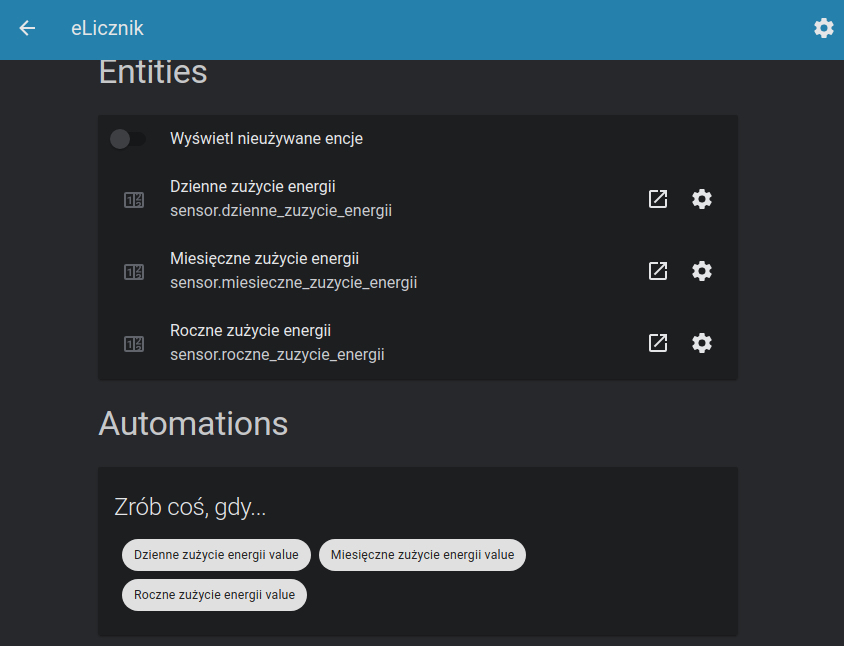 eLicznik
Entities
Wyświetl nieużywane encje
Dzienne zużycie energii
sensor.dzienne_zuzycie_energii
Miesięczne zużycie energii
sensor.miesieczne_zuzycie_energii
Roczne zużycie energii
sensor.roczne_zuzycie_energii
Automations
Zrób coś, gdy...
Dzienne zużycie energii value Miesięczne zużycie energii value
Roczne zużycie energii value